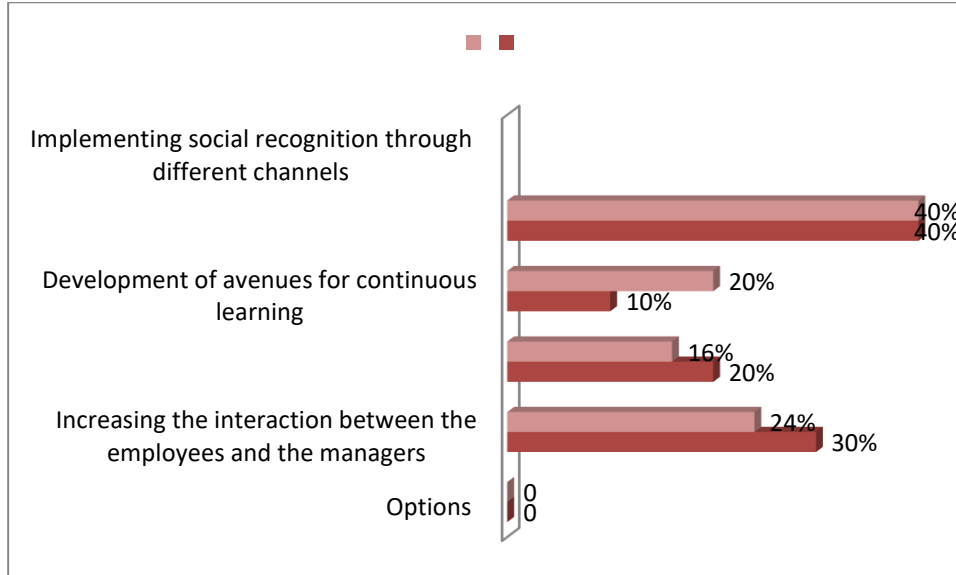 Implementing social recognition through
different channels
40%
40%
Development of avenues for continuous
learning
20%
10%
16%
20%
Increasing the interaction between the
employees and the managers
24%
30%
Options
0
0